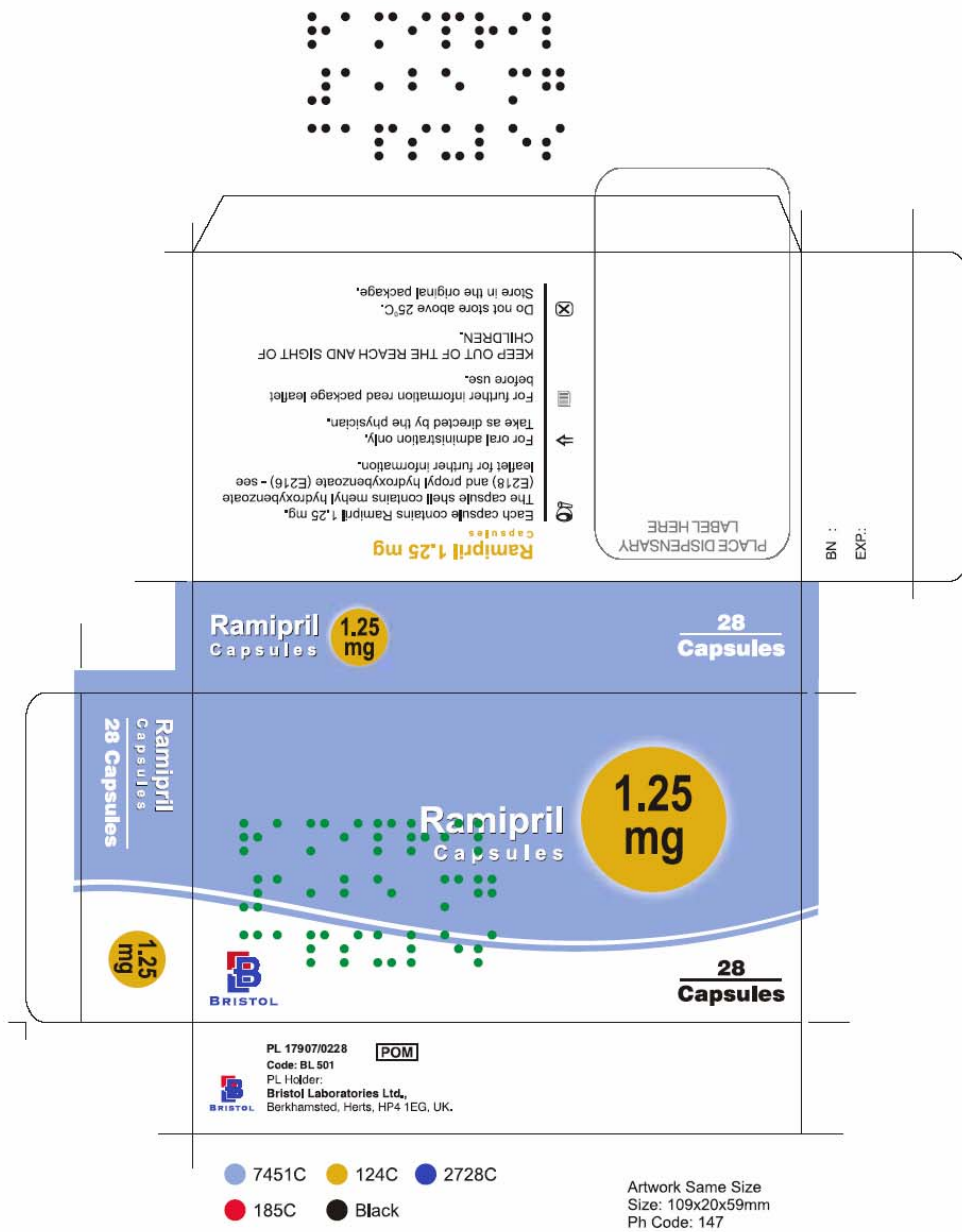 ⠗⠁⠍⠊⠏⠗⠊⠇
⠼⠁⠂⠃⠑ ⠍⠛
⠉⠁⠏⠎⠥⠇⠑⠎
Ramipril 1.25 mg
Capsules
Each capsule contains Ramipril 1.25 mg.
The capsule shell contains mehyl hydroxybenzoate
(E218) and propyl hydroxybenzoate (E216) - see
leaflet for further information.
For oral administration only.
Take as directed by the physician.
For further information read package leaflet
before use.
KEEP OUT OF THE REACH AND SIGHT OF
CHILDREN.
Do not store above 25°C.
Store in the original package.
PLACE DISPENSARY
LABEL HERE
BN :
EXP.:
Ramipril
Capsules
1.25
mg
28
Capsules
Ramipril
Capsules
28 Capsules
1.25
mg
Ramipril
Capsules
1.25
mg
⠗⠁⠍⠊⠏⠗⠊⠇
⠼⠁⠂⠃⠑ ⠍⠛
⠉⠁⠏⠎⠥⠇⠑⠎
BRISTOL
28
Capsules
PL 17907/0228
POM
Code: BL 501
PL Holder:
Bristol Laboratories Ltd.,
Berkhamsted, Herts, HP4 1EG, UK.
BRISTOL
7451C
124C
2728C
185C
Black
Artwork Same Size
Size: 109x20x59mm
Ph Code: 147